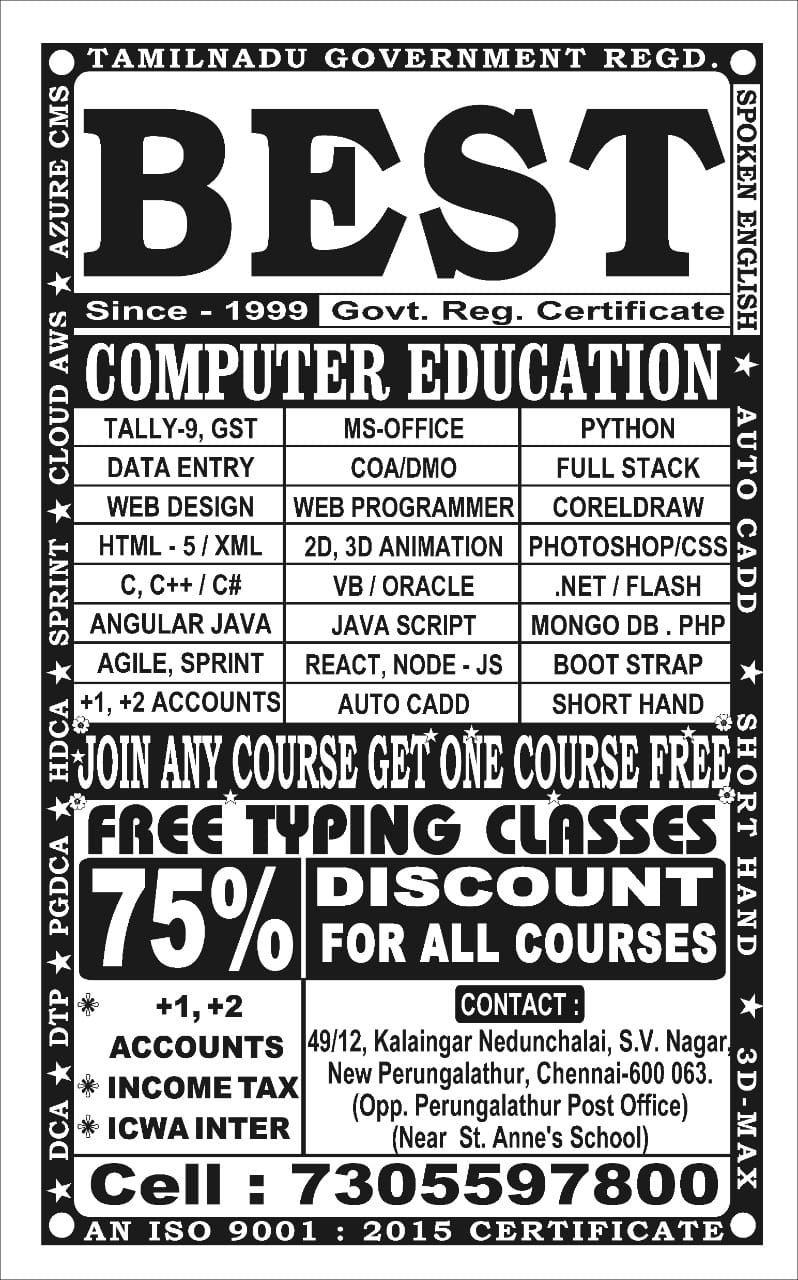 TAMILNADU GOVERNMENT REGD.
BEST
Since - 1999 Govt. Reg. Certificate
COMPUTER EDUCATION
TALLY-9, GST MS-OFFICE PYTHON
DATA ENTRY COA/DMO FULL STACK
WEB DESIGN WEB PROGRAMMER CORELDRAW
HTML - 5 / XML 2D, 3D ANIMATION PHOTOSHOP/CSS
C, C++ / C# VB / ORACLE .NET / FLASH
ANGULAR JAVA JAVA SCRIPT MONGO DB . PHP
AGILE, SPRINT REACT, NODE - JS BOOT STRAP
+1, +2 ACCOUNTS AUTO CADD SHORT HAND
JOIN ANY COURSE GET ONE COURSE FREE
FREE TYPING CLASSES
75% DISCOUNT
FOR ALL COURSES
+1, +2
ACCOUNTS
INCOME TAX
ICWA INTER
CONTACT :
49/12, Kalaingar Nedunchalai, S.V. Nagar,
New Perungalathur, Chennai-600 063.
(Opp. Perungalathur Post Office)
(Near St. Anne's School)
Cell : 7305597800
AN ISO 9001 : 2015 CERTIFICATE
DCA ★ DTP ★ PGDCA ★ HDCA ★ SPRINT ★ CLOUD AWS ★ AZURE CMS
SPOKEN ENGLISH ★ AUTO CADD ★ SHORT HAND ★ 3D-MAX